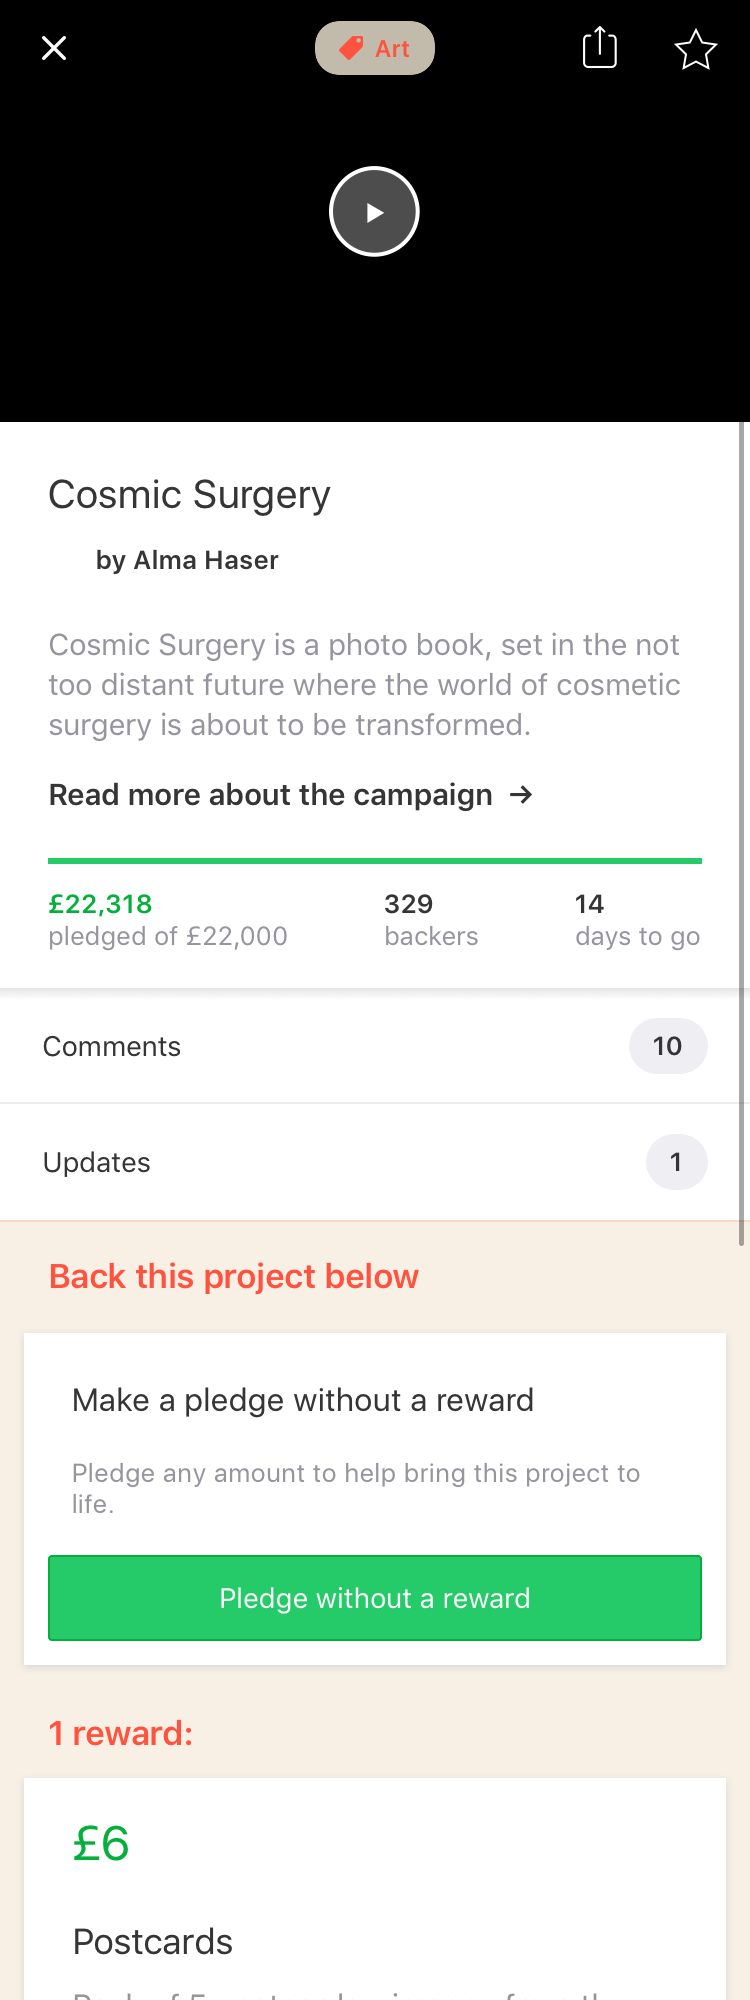 Art
Cosmic Surgery
by Alma Haser
Cosmic Surgery is a photo book, set in the not
too distant future where the world of cosmetic
surgery is about to be transformed.
Read more about the campaign →
£22,318 329 14
pledged of £22,000 backers days to go
Comments 10
Updates 1
Back this project below
Make a pledge without a reward
Pledge any amount to help bring this project to
life.
Pledge without a reward
1 reward:
£6
Postcards